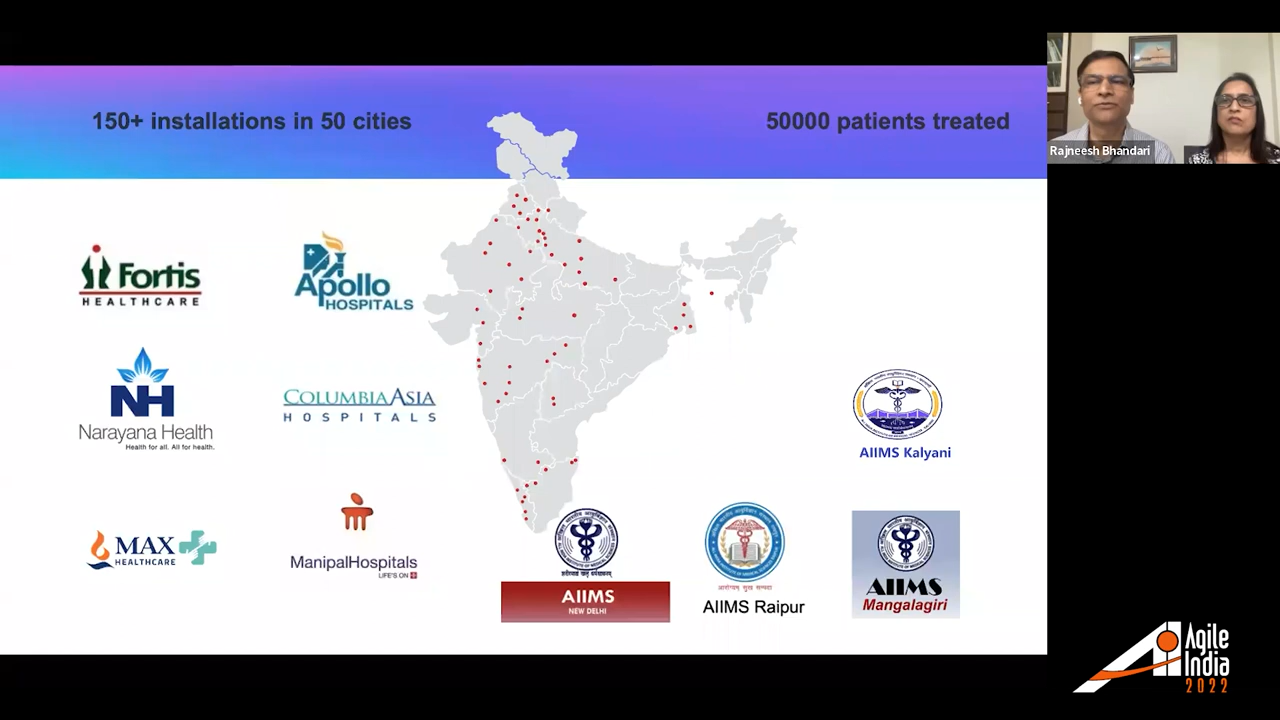 150+ installations in 50 cities
50000 patients treated
Rajneesh Bhandari
Fortis
HEALTHCARE
Apollo
HOSPITALS
NH
Narayana Health
Health for all. All for health.
COLUMBIAASIA
HOSPITALS
AIIMS Kalyani
MAX
HEALTHCARE
ManipalHospitals
LIFE'S ON
AIIMS
NEW DELHI
AIIMS Raipur
AIIMS
Mangalagiri
Agile
India
2022